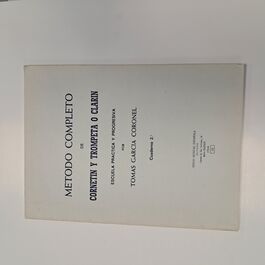 METODO COMPLETO
DE
CORNETIN Y TROMPETA O CLARIN
ESCUELA PRACTICA Y PROGRESIVA
POR
TOMAS GARCIA CORONEL
Cuaderno 2.º